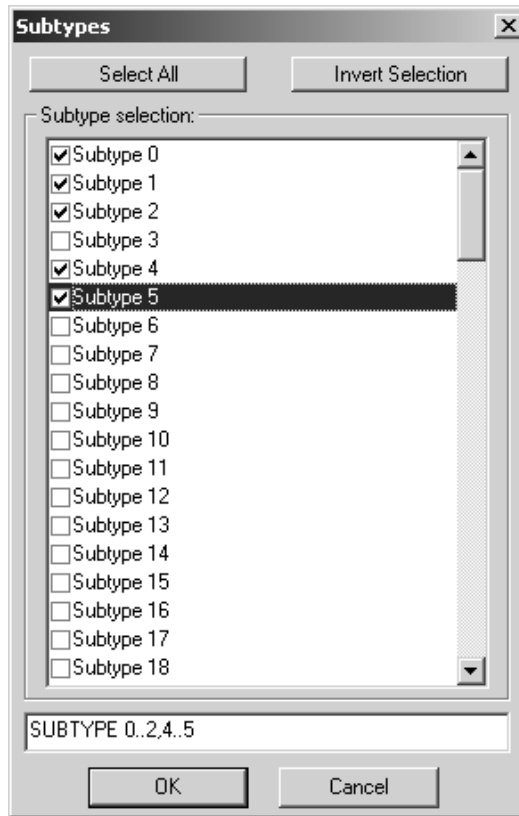 Subtypes
Select All Invert Selection
Subtype selection:
Subtype 0
Subtype 1
Subtype 2
Subtype 3
Subtype 4
Subtype 5
Subtype 6
Subtype 7
Subtype 8
Subtype 9
Subtype 10
Subtype 11
Subtype 12
Subtype 13
Subtype 14
Subtype 15
Subtype 16
Subtype 17
Subtype 18
SUBTYPE 0..2,4..5
OK Cancel